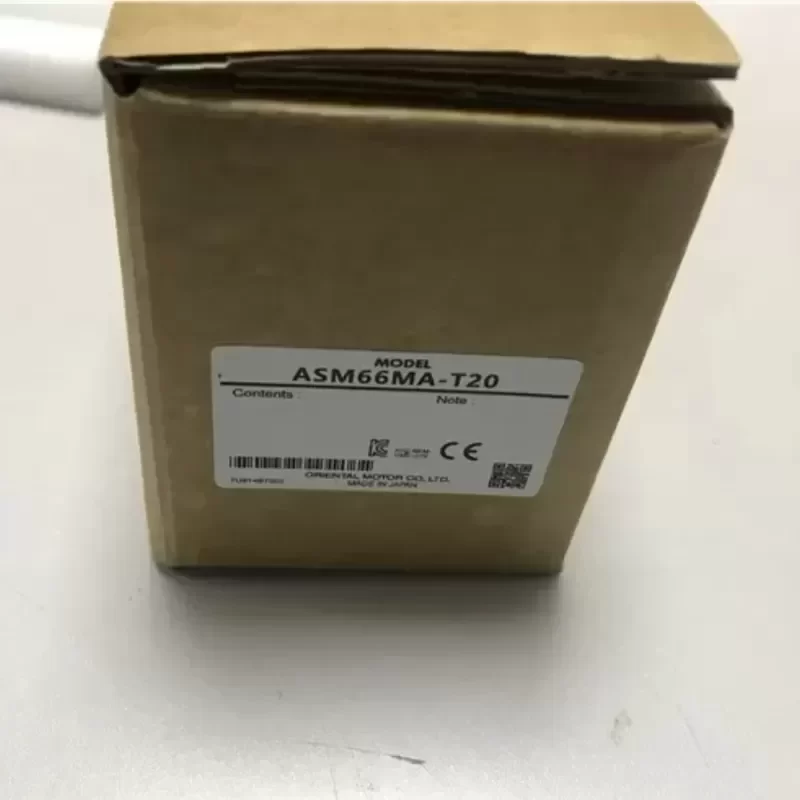 MODEL
ASM66MA-T20
Contents : Note :
CE
ORIENTAL MOTOR CO., LTD.
MADE IN JAPAN